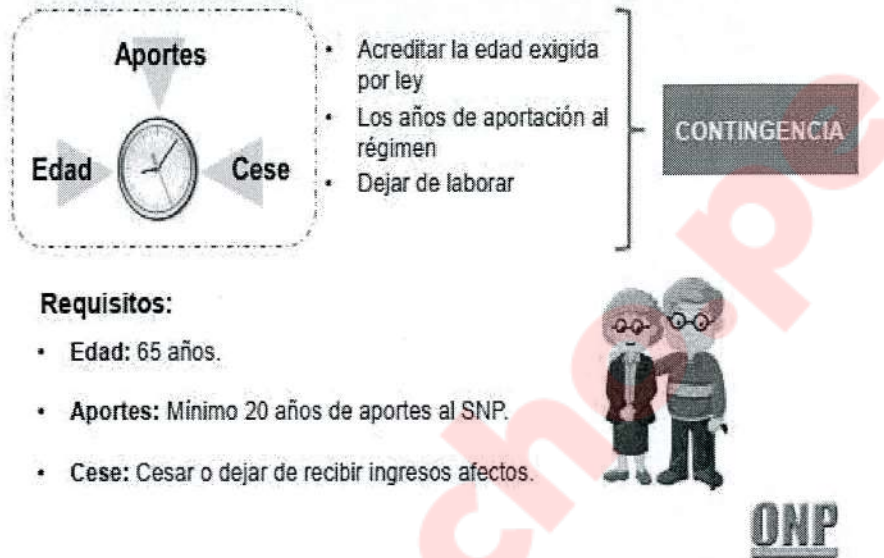 Aportes
Edad
Cese
• Acreditar la edad exigida
por ley
• Los años de aportación al
régimen
• Dejar de laborar
CONTINGENCIA
Requisitos:
• Edad: 65 años.
• Aportes: Mínimo 20 años de aportes al SNP.
• Cese: Cesar o dejar de recibir ingresos afectos.
ONP